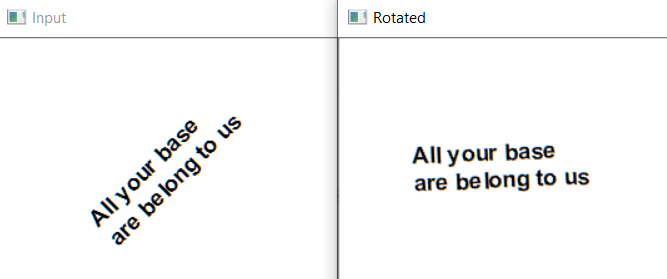 Input
All your base
are belong to us
Rotated
All your base
are belong to us